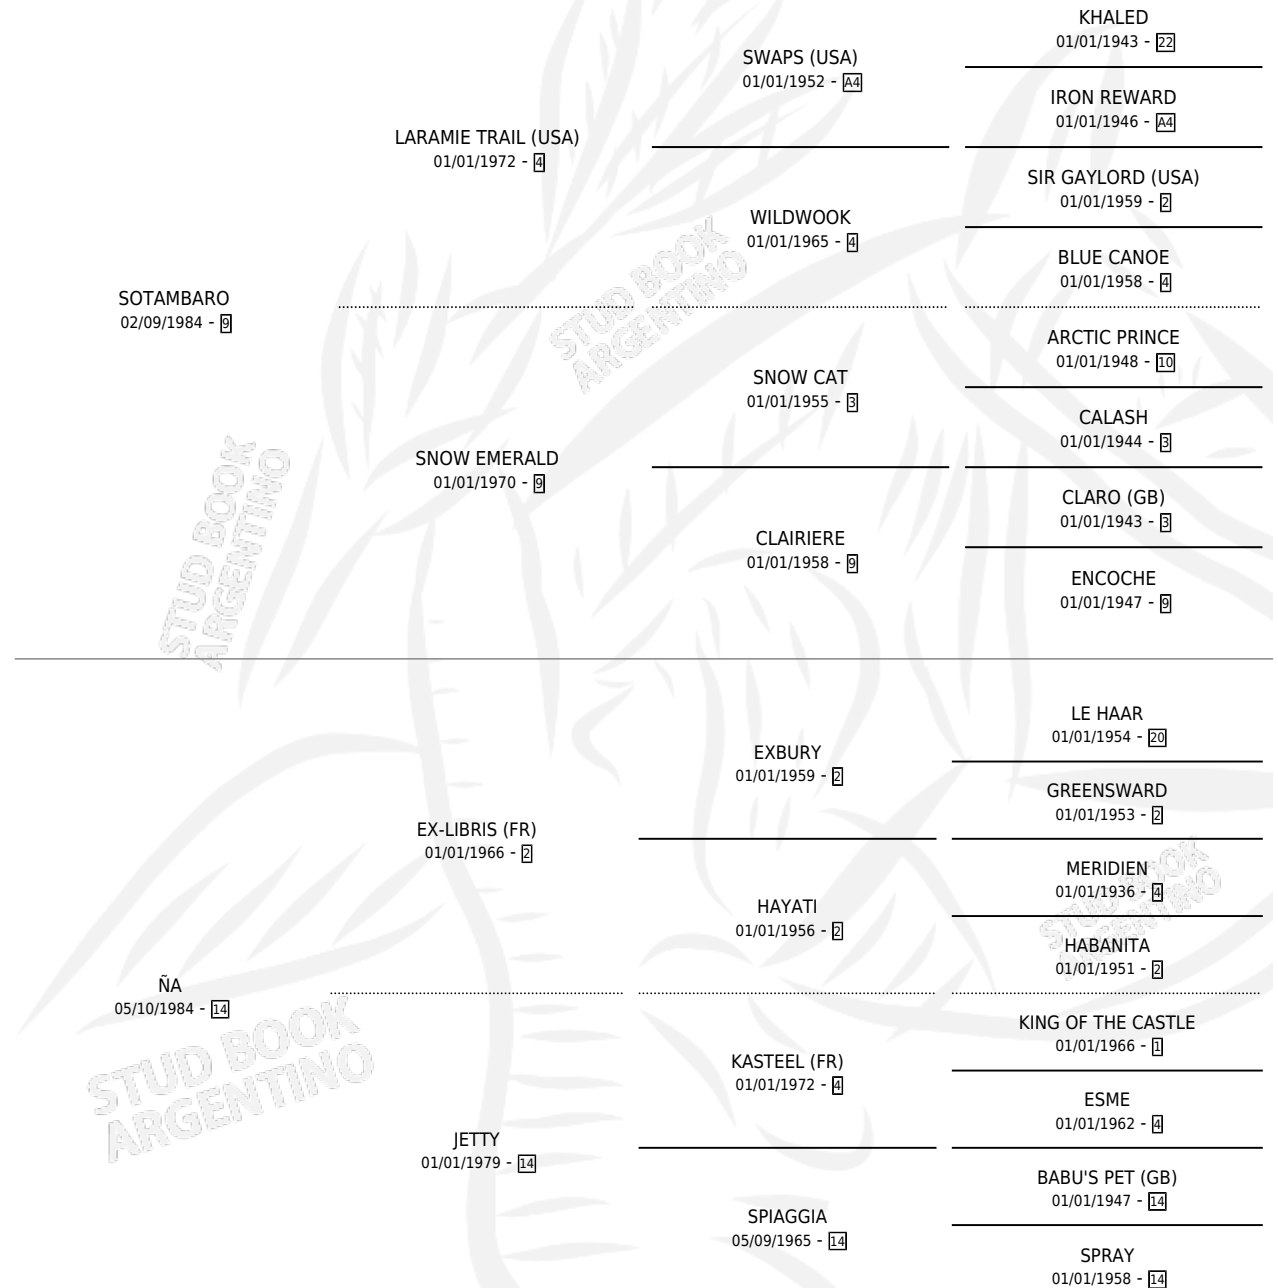 KHALED
01/01/1943 - 22
SWAPS (USA)
01/01/1952 - A4
IRON REWARD
01/01/1946 - A4
LARAMIE TRAIL (USA)
01/01/1972 - 4
SIR GAYLORD (USA)
01/01/1959 - 2
WILDWOOK
01/01/1965 - 4
BLUE CANOE
01/01/1958 - 4
SOTAMBARO
02/09/1984 - 9
STUD BOOK
ARGENTINO
ARCTIC PRINCE
01/01/1948 - 10
SNOW CAT
01/01/1955 - 3
CALASH
01/01/1944 - 3
SNOW EMERALD
01/01/1970 - 9
CLARO (GB)
01/01/1943 - 3
CLAIRIERE
01/01/1958 - 9
ENCOCHE
01/01/1947 - 9
STUD BOOK
ARGENTINO
LE HAAR
01/01/1954 - 20
EXBURY
01/01/1959 - 2
GREENSWARD
01/01/1953 - 2
EX-LIBRIS (FR)
01/01/1966 - 2
MERIDIEN
01/01/1936 - 4
HAYATI
01/01/1956 - 2
HABANITA
01/01/1951 - 2
STUD BOOK
ARGENTINO
ÑA
05/10/1984 - 14
KING OF THE CASTLE
01/01/1966 - 1
KASTEEL (FR)
01/01/1972 - 4
ESME
01/01/1962 - 4
STUD BOOK
ARGENTINO
JETTY
01/01/1979 - 14
BABU'S PET (GB)
01/01/1947 - 14
SPIAGGIA
05/09/1965 - 14
SPRAY
01/01/1958 - 14